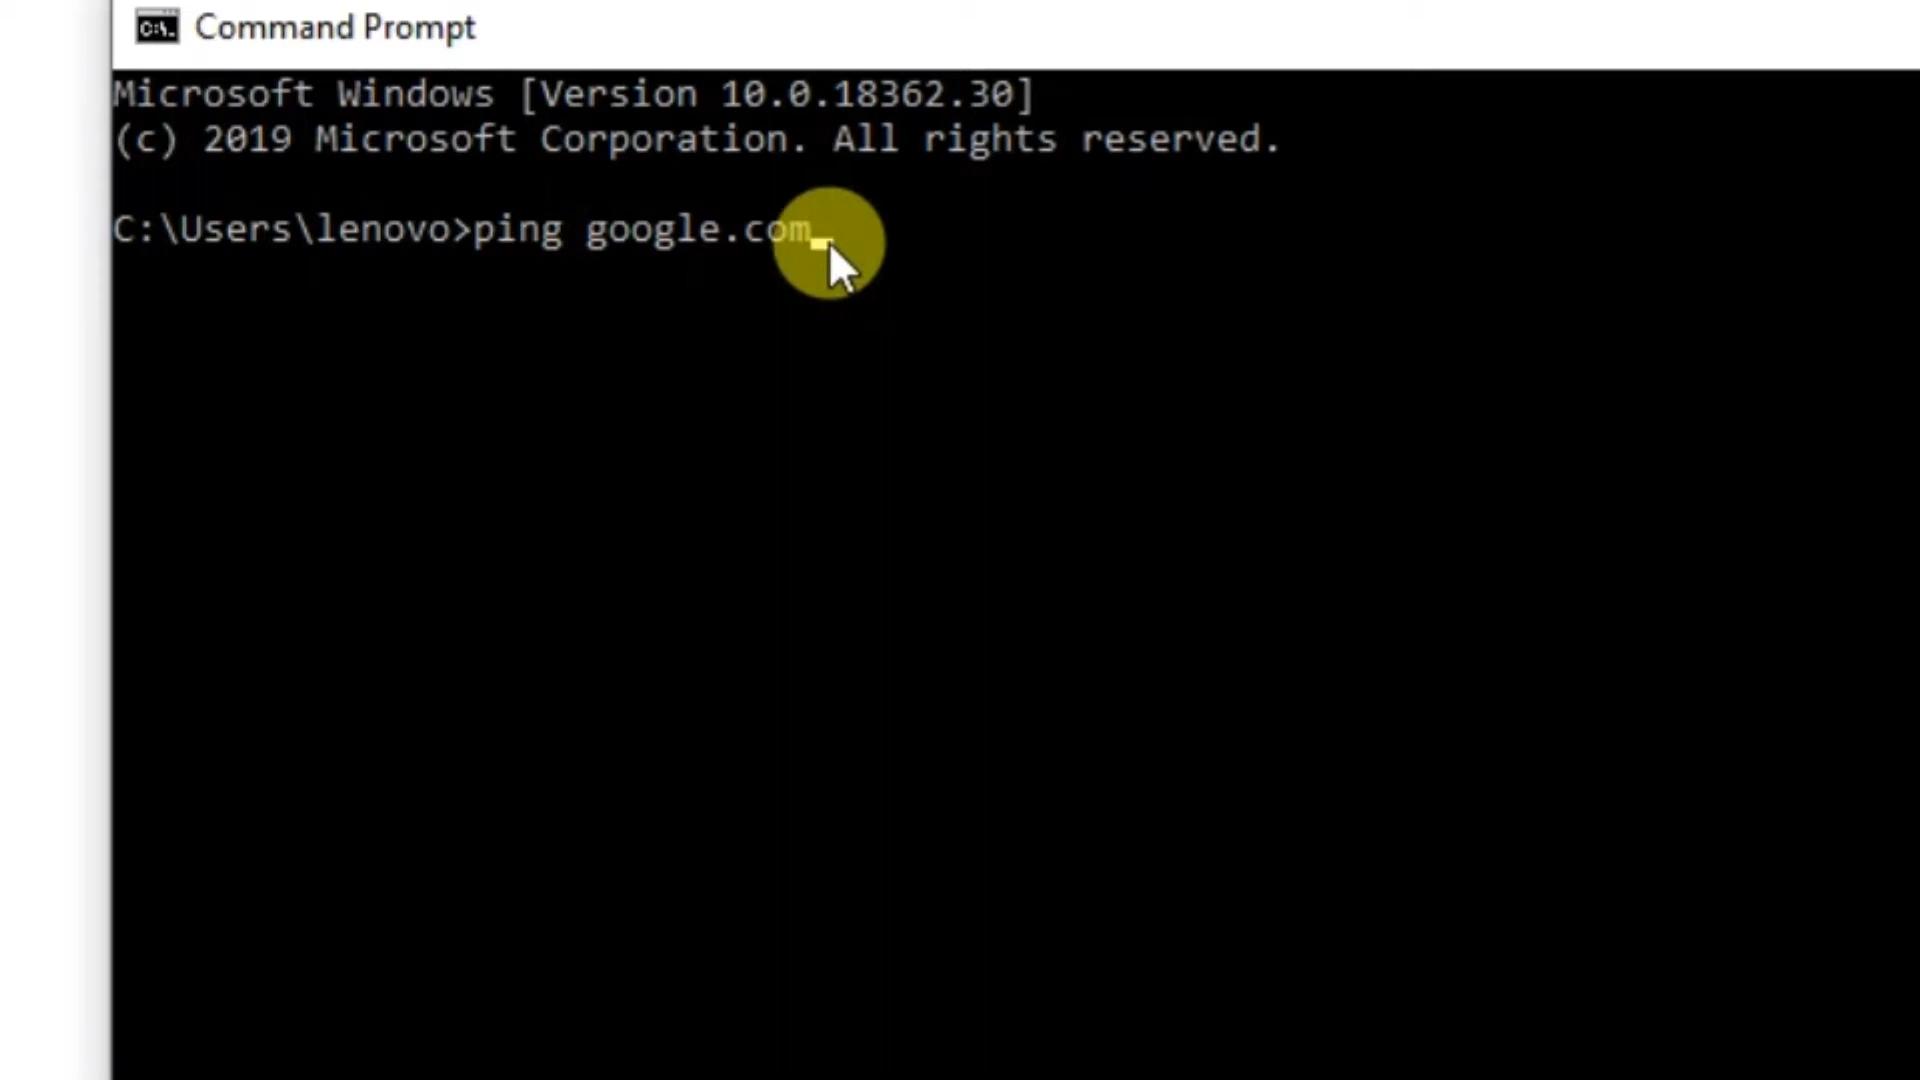 Command Prompt
Microsoft Windows [Version 10.0.18362.30]
(c) 2019 Microsoft Corporation. All rights reserved.
C:\Users\lenovo>ping google.com